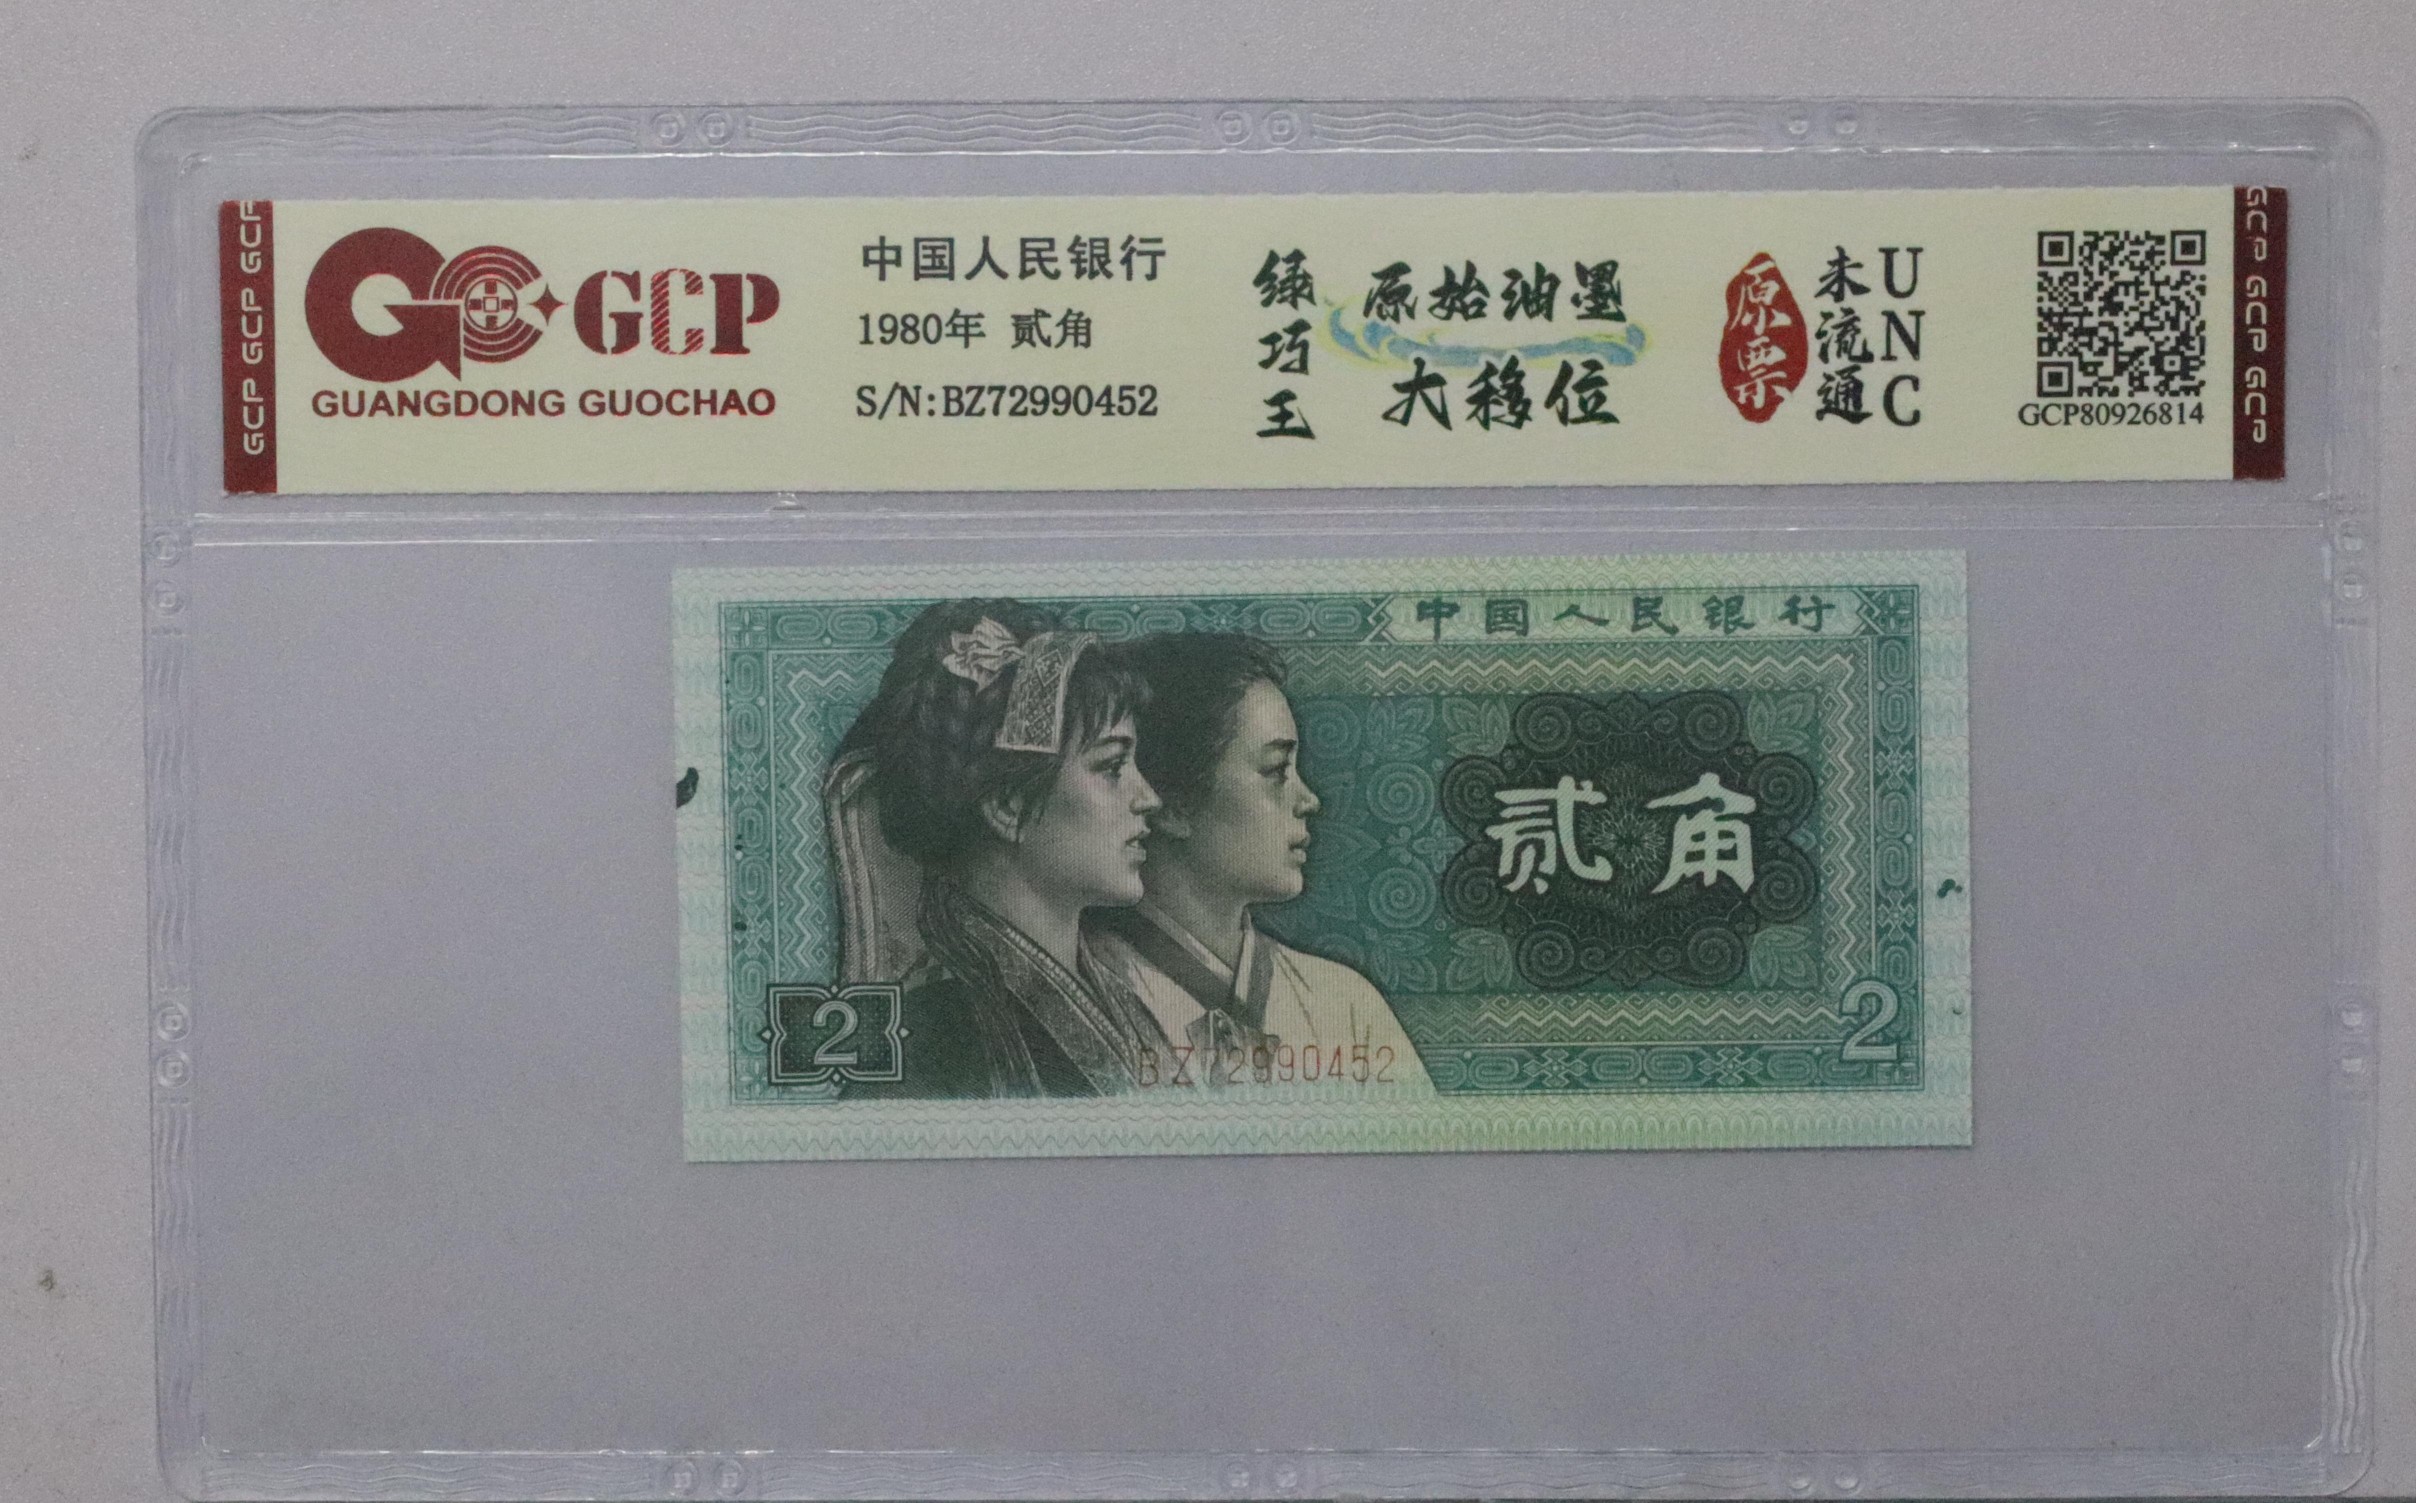 GCP GCP GCP
GCP
GUANGDONG GUOCHAO
中国人民银行
1980年 贰角
S/N:BZ72990452
绿巧王
原始油墨
大移位
原票
未流通
UNC
GCP80926814
GCP GCP GCP
中国人民银行
贰角
2
2
BZ72990452